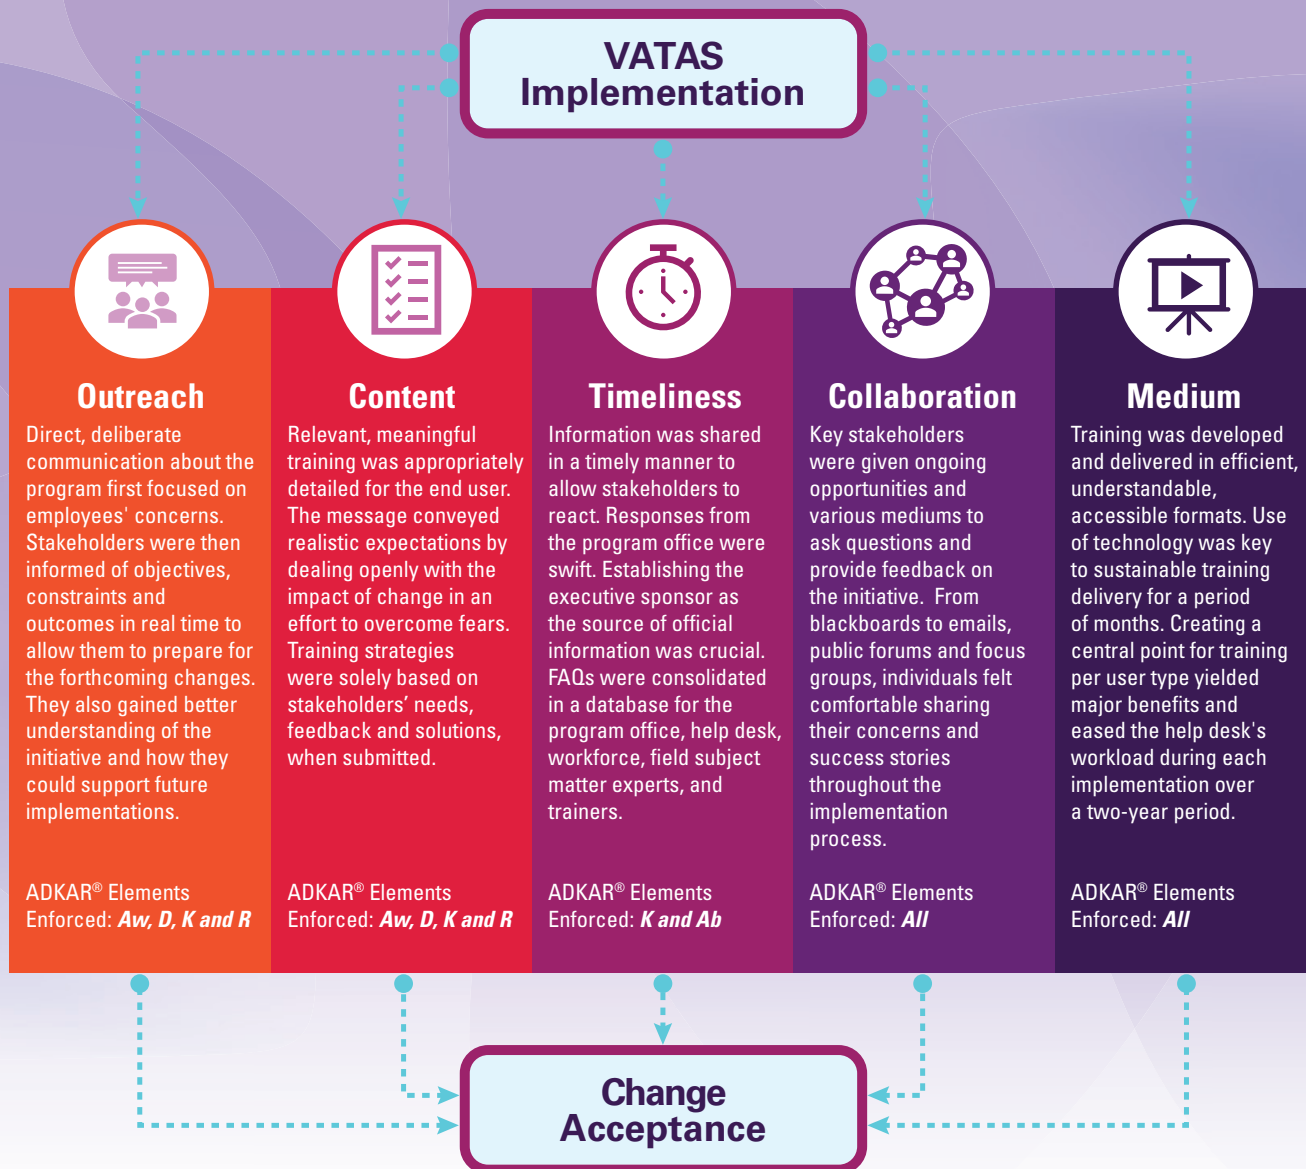 VATAS
Implementation
Outreach
Direct, deliberate
communication about the
program first focused on
employees' concerns.
Stakeholders were then
informed of objectives,
constraints and
outcomes in real time to
allow them to prepare for
the forthcoming changes.
They also gained better
understanding of the
initiative and how they
could support future
implementations.
ADKAR® Elements
Enforced: Aw, D, K and R
Content
Relevant, meaningful
training was appropriately
detailed for the end user.
The message conveyed
realistic expectations by
dealing openly with the
impact of change in an
effort to overcome fears.
Training strategies
were solely based on
stakeholders’ needs,
feedback and solutions,
when submitted.
ADKAR® Elements
Enforced: Aw, D, K and R
Timeliness
Information was shared
in a timely manner to
allow stakeholders to
react. Responses from
the program office were
swift. Establishing the
executive sponsor as
the source of official
information was crucial.
FAQs were consolidated
in a database for the
program office, help desk,
workforce, field subject
matter experts, and
trainers.
ADKAR® Elements
Enforced: K and Ab
Collaboration
Key stakeholders
were given ongoing
opportunities and
various mediums to
ask questions and
provide feedback on
the initiative. From
blackboards to emails,
public forums and focus
groups, individuals felt
comfortable sharing
their concerns and
success stories
throughout the
implementation
process.
ADKAR® Elements
Enforced: All
Medium
Training was developed
and delivered in efficient,
understandable,
accessible formats. Use
of technology was key
to sustainable training
delivery for a period
of months. Creating a
central point for training
per user type yielded
major benefits and
eased the help desk's
workload during each
implementation over
a two-year period.
ADKAR® Elements
Enforced: All
Change
Acceptance